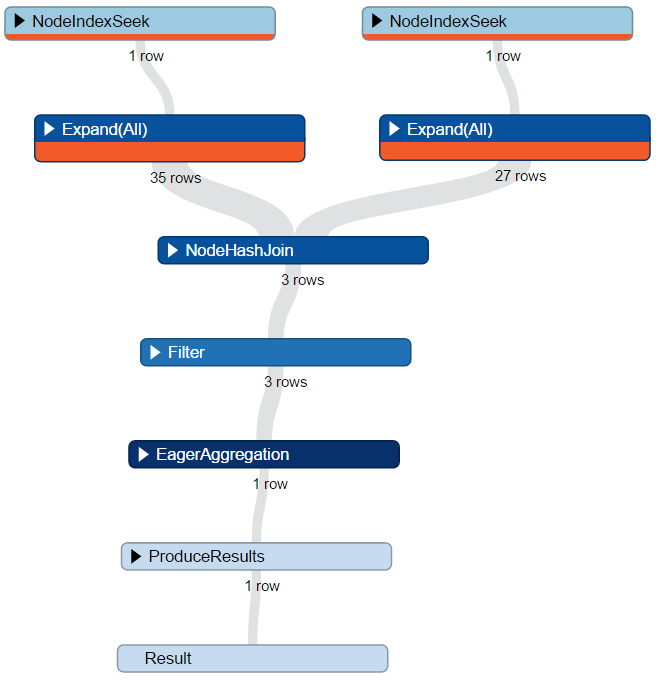 NodeIndexSeek
NodeIndexSeek
1 row
1 row
Expand(All)
Expand(All)
35 rows
27 rows
NodeHashJoin
3 rows
Filter
3 rows
EagerAggregation
1 row
ProduceResults
1 row
Result